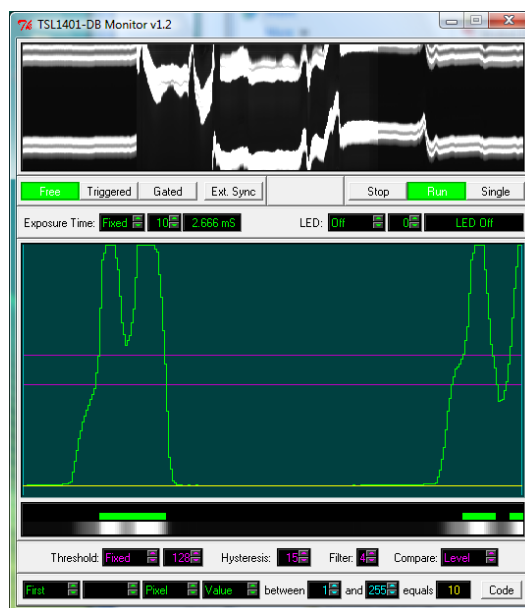 TSL1401-DB Monitor v1.2
Free Triggered Gated Ext. Sync Stop Run Single
Exposure Time: Fixed 10 2.666 mS LED: Off 0 LED Off
Threshold: Fixed 128 Hysteresis: 15 Filter: 4 Compare: Level
First Pixel Value between 1 and 255 equals 10 Code